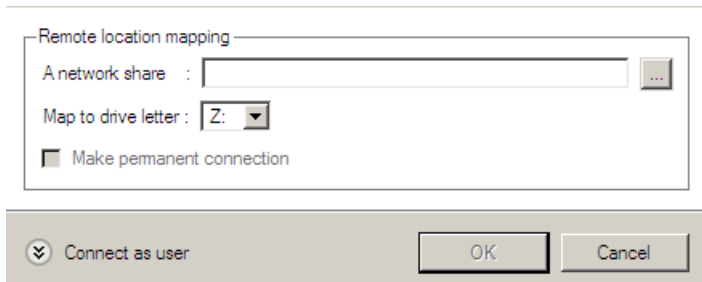 Remote location mapping
A network share : ...
Map to drive letter : Z:
Make permanent connection
Connect as user OK Cancel